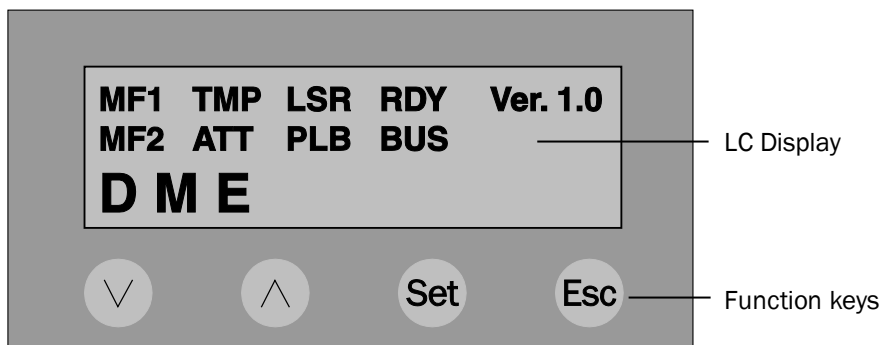 MF1 TMP LSR RDY Ver. 1.0
MF2 ATT PLB BUS
LC Display
D M E
Set Esc
Function keys